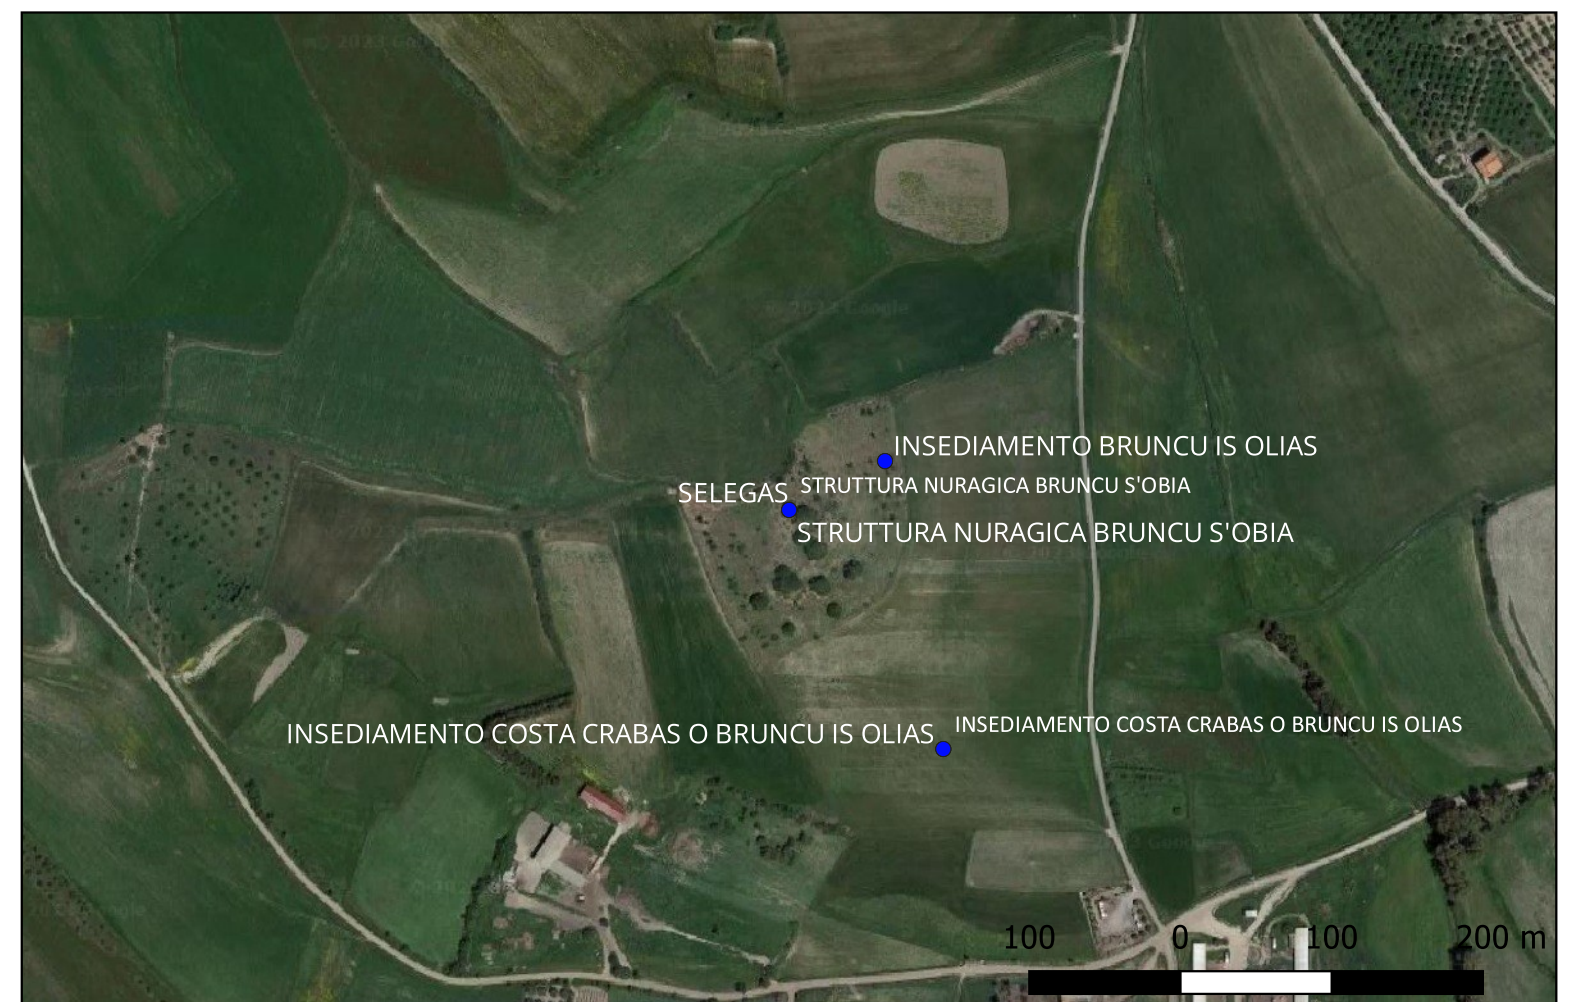 INSEDIAMENTO BRUNCU IS OLIAS
SELEGAS
STRUTTURA NURAGICA BRUNCU S'OBIA
STRUTTURA NURAGICA BRUNCU S'OBIA
INSEDIAMENTO COSTA CRABAS O BRUNCU IS OLIAS
INSEDIAMENTO COSTA CRABAS O BRUNCU IS OLIAS
100 0 100 200 m